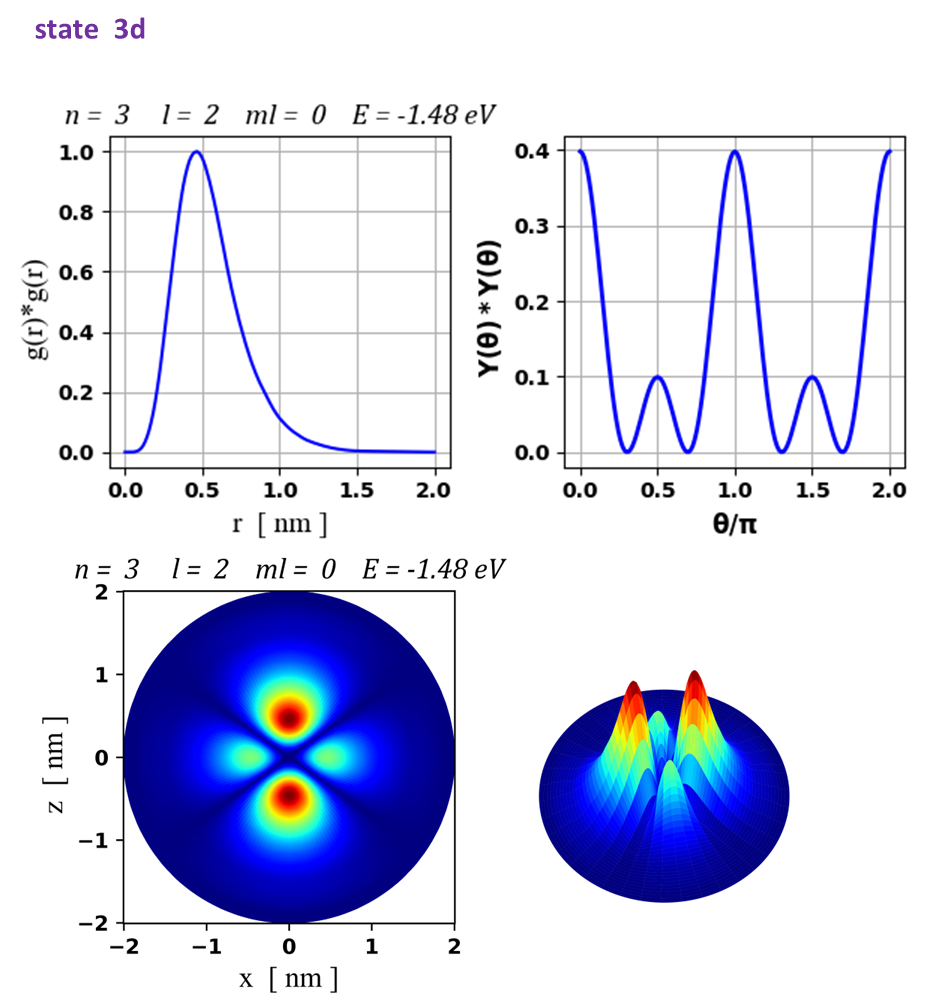 state 3d
n = 3 l = 2 ml = 0 E = -1.48 eV
g(r)*g(r)
1.0
0.8
0.6
0.4
0.2
0.0
0.0 0.5 1.0 1.5 2.0
r [ nm ]
Y(θ) * Y(θ)
0.4
0.3
0.2
0.1
0.0
0.0 0.5 1.0 1.5 2.0
θ/π
n = 3 l = 2 ml = 0 E = -1.48 eV
z [ nm ]
2
1
0
−1
−2
−2 −1 0 1 2
x [ nm ]